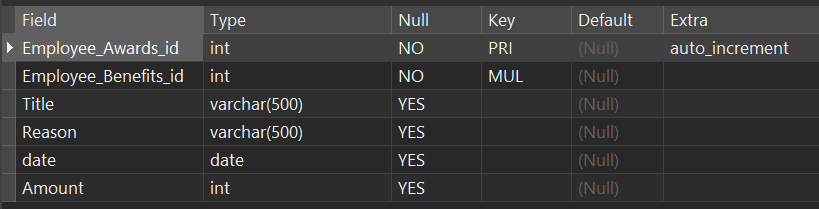 Field Type Null Key Default Extra
Employee_Awards_id int NO PRI (Null) auto_increment
Employee_Benefits_id int NO MUL (Null)
Title varchar(500) YES (Null)
Reason varchar(500) YES (Null)
date date YES (Null)
Amount int YES (Null)